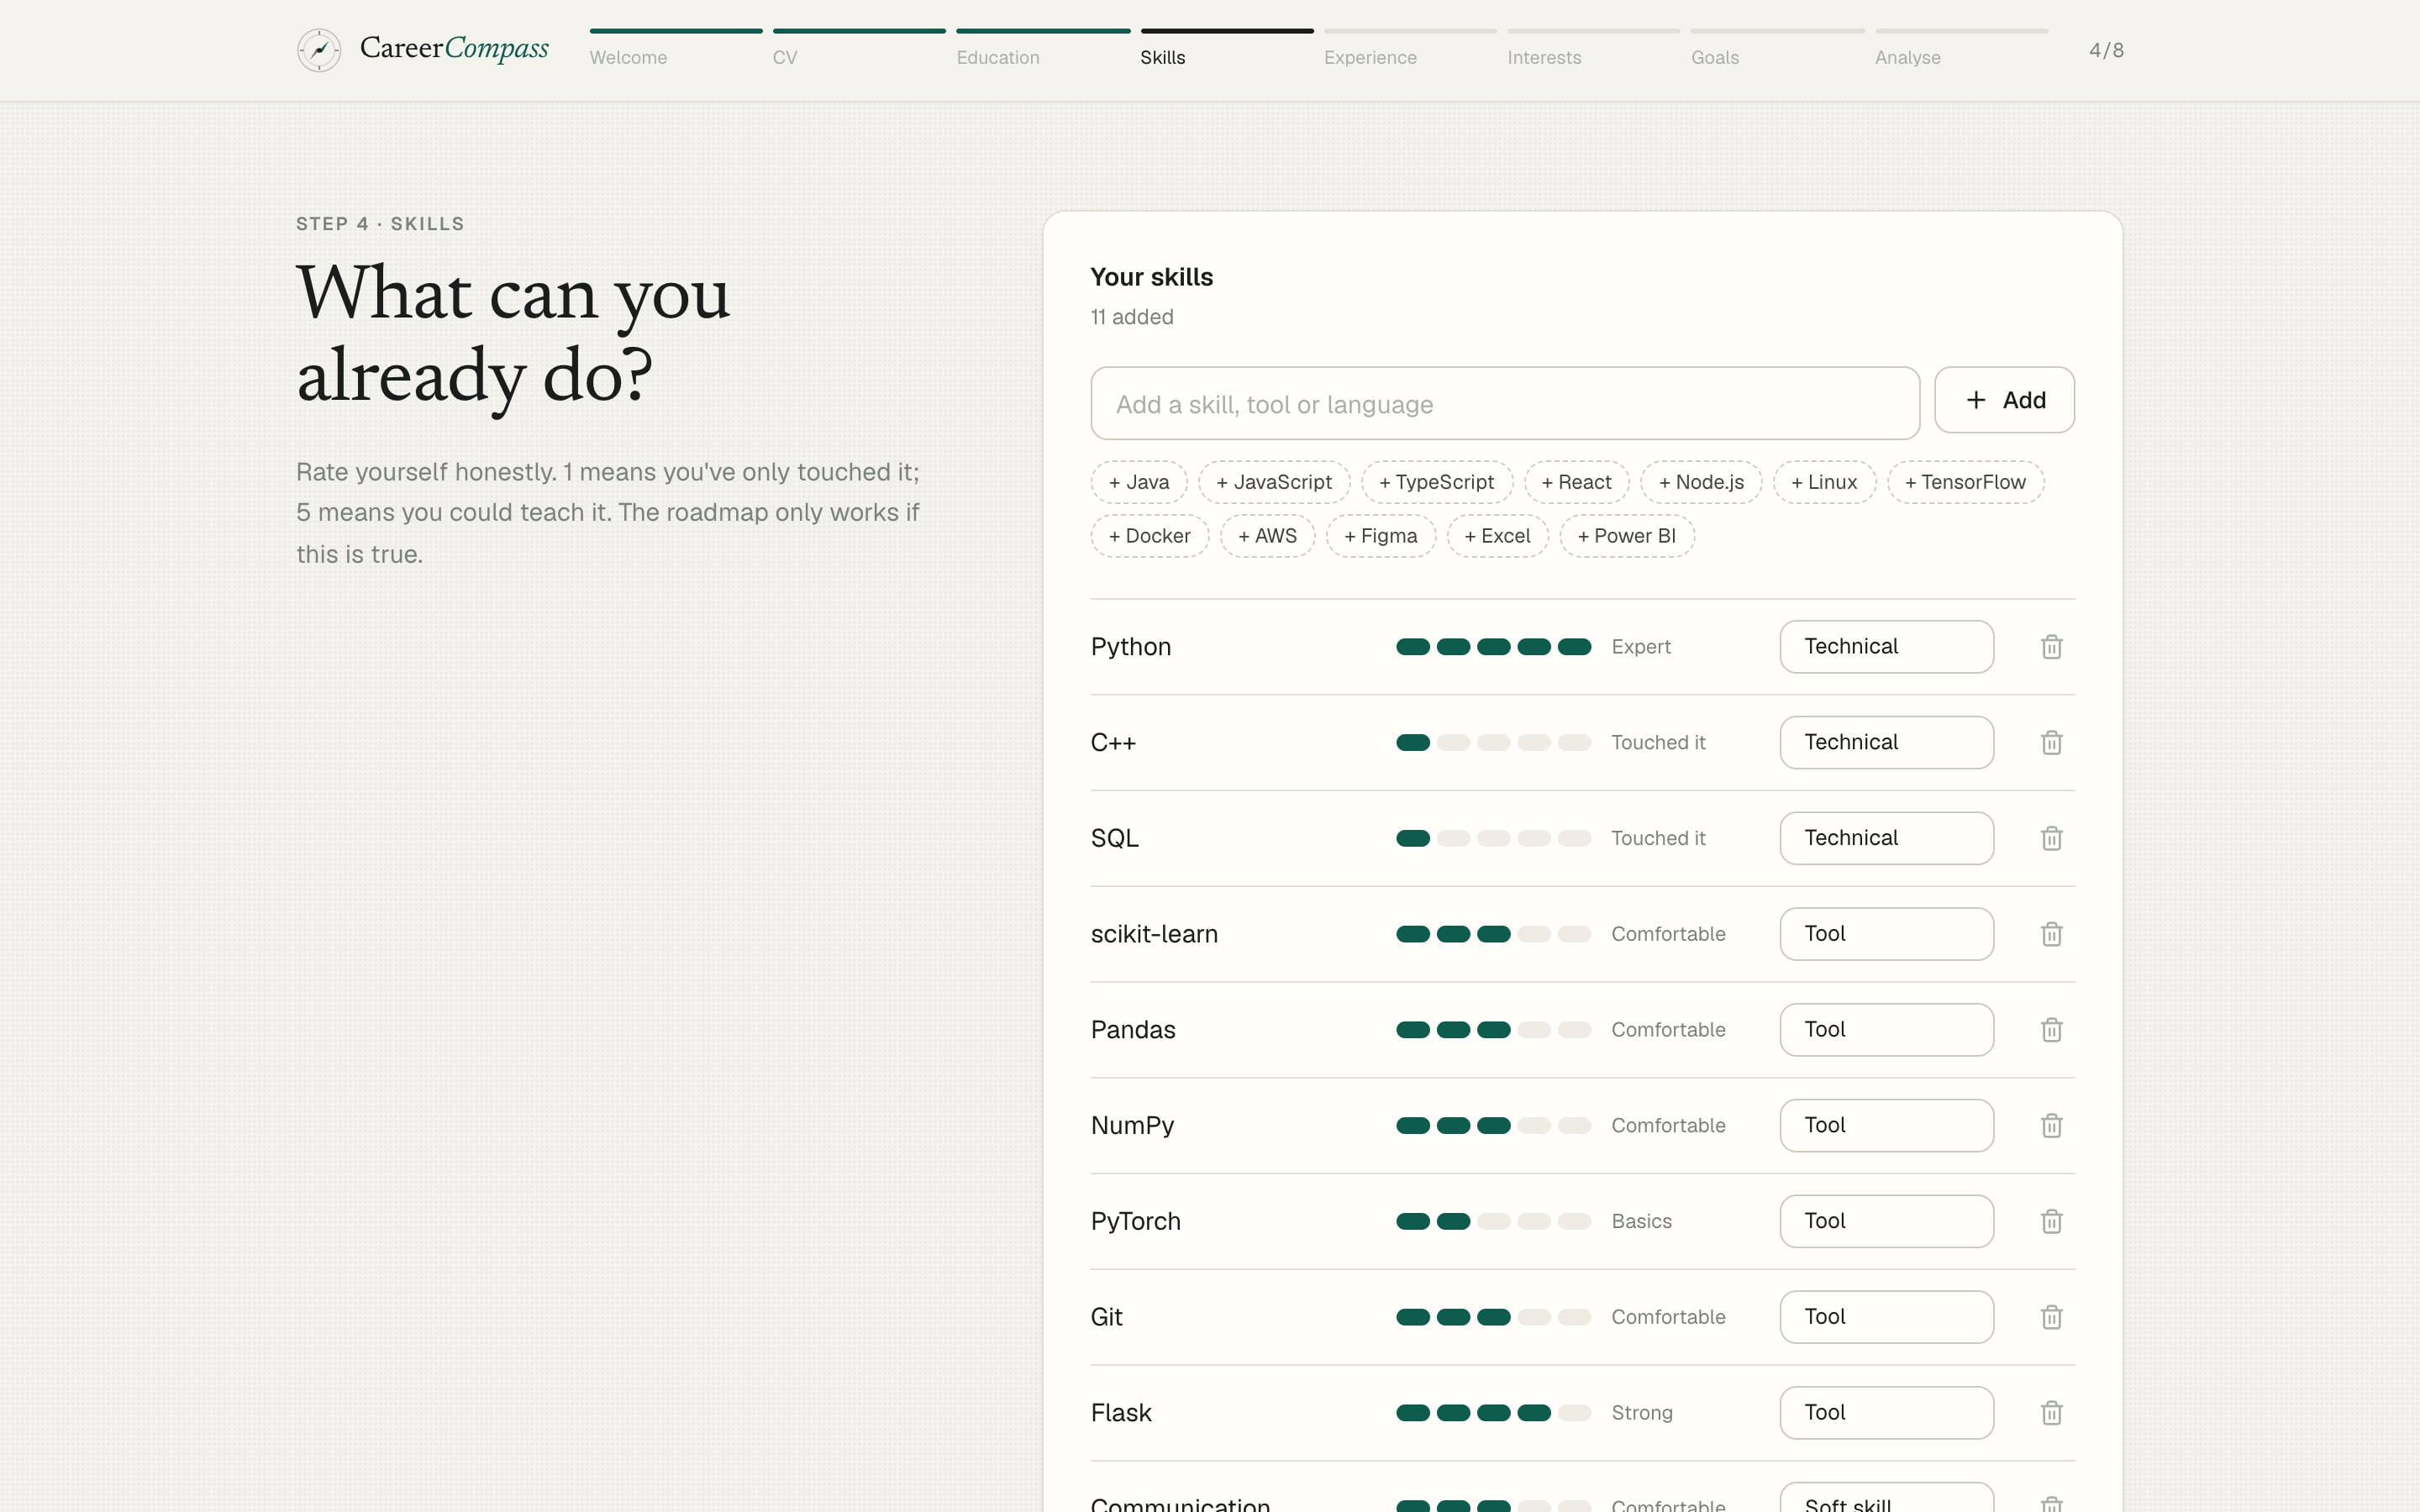 CareerCompass
Welcome
CV
Education
Skills
Experience
Interests
Goals
Analyse
4/8
STEP 4 · SKILLS
What can you
already do?
Rate yourself honestly. 1 means you've only touched it;
5 means you could teach it. The roadmap only works if
this is true.
Your skills
11 added
Add a skill, tool or language
+ Add
+ Java + JavaScript + TypeScript + React + Node.js + Linux + TensorFlow
+ Docker + AWS + Figma + Excel + Power BI
Python Expert Technical
C++ Touched it Technical
SQL Touched it Technical
scikit-learn Comfortable Tool
Pandas Comfortable Tool
NumPy Comfortable Tool
PyTorch Basics Tool
Git Comfortable Tool
Flask Strong Tool
Communication Comfortable Soft skill